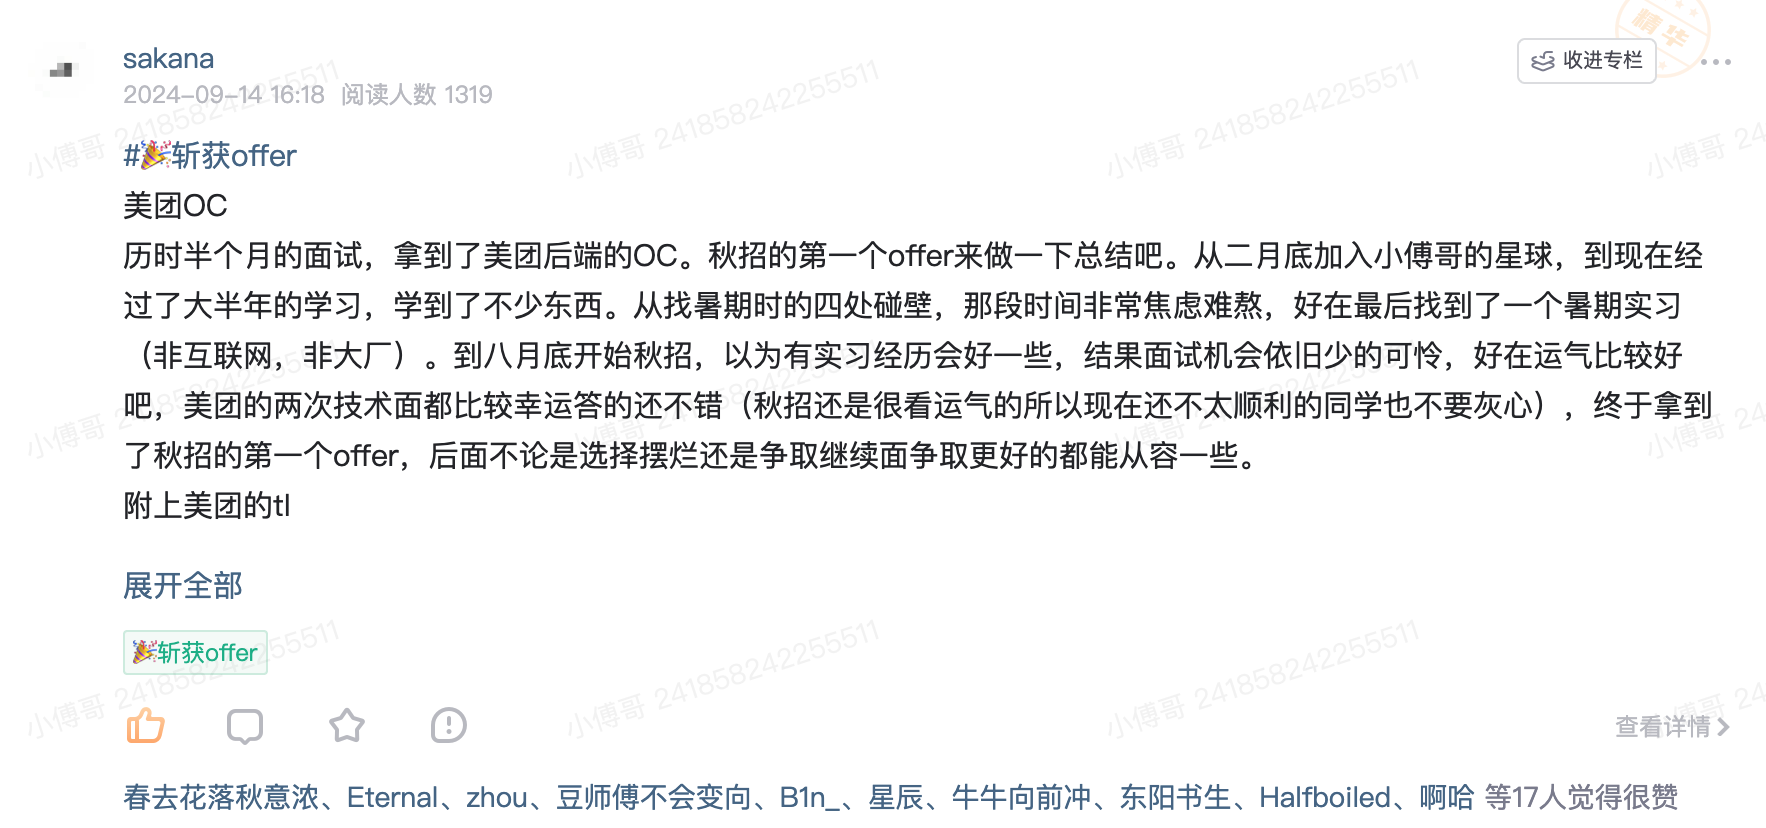 精华
sakana
收进专栏
2024-09-14 16:18 阅读人数 1319
#🎉斩获offer
美团OC
历时半个月的面试，拿到了美团后端的OC。秋招的第一个offer来做一下总结吧。从二月底加入小傅哥的星球，到现在经
过了大半年的学习，学到了不少东西。从找暑期时的四处碰壁，那段时间非常焦虑难熬，好在最后找到了一个暑期实习
（非互联网，非大厂）。到八月底开始秋招，以为有实习经历会好一些，结果面试机会依旧少的可怜，好在运气比较好
吧，美团的两次技术面都比较幸运答的还不错（秋招还是很看运气的所以现在还不太顺利的同学也不要灰心），终于拿到
了秋招的第一个offer，后面不论是选择摆烂还是争取继续面争取更好的都能从容一些。
附上美团的tl
展开全部
🎉斩获offer
查看详情
春去花落秋意浓、Eternal、zhou、豆师傅不会变向、B1n_、星辰、牛牛向前冲、东阳书生、Halfboiled、啊哈 等17人觉得很赞
小傅哥 241858242255511